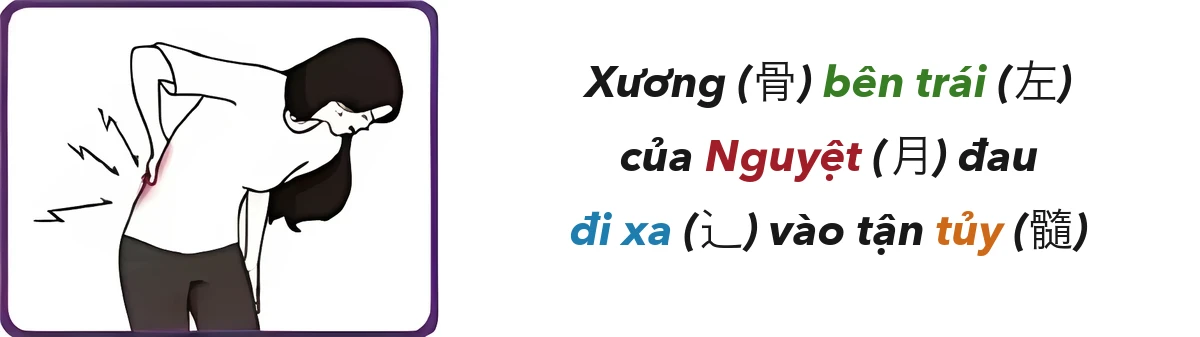 Xương (骨) bên trái (左)
của Nguyệt (月) đau
đi xa (辶) vào tận tủy (髓)